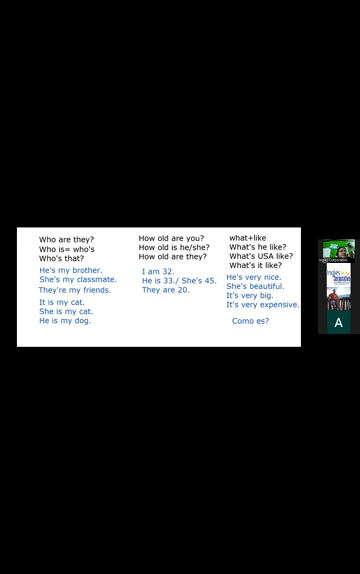 Who are they?
Who is= who's
Who's that?
He's my brother.
She's my classmate.
They're my friends.
It is my cat.
She is my cat.
He is my dog.
How old are you?
How old is he/she?
How old are they?
I am 32.
He is 33./ She's 45.
They are 20.
what+like
What's he like?
What's USA like?
What's it like?
He's very nice.
She's beautiful.
It's very big.
It's very expensive.
Como es?
A